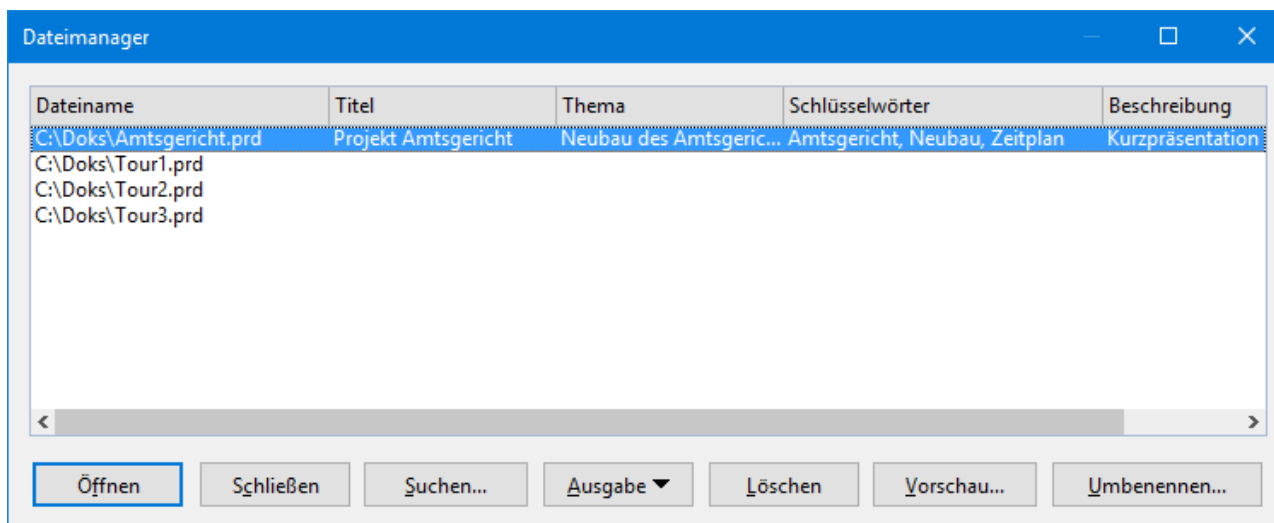 Dateimanager
Dateiname Titel Thema Schlüsselwörter Beschreibung
C:\Doks\Amtsgericht.prd Projekt Amtsgericht Neubau des Amtsgeric... Amtsgericht, Neubau, Zeitplan Kurzpräsentation
C:\Doks\Tour1.prd
C:\Doks\Tour2.prd
C:\Doks\Tour3.prd
Öffnen Schließen Suchen... Ausgabe Löschen Vorschau... Umbenennen...